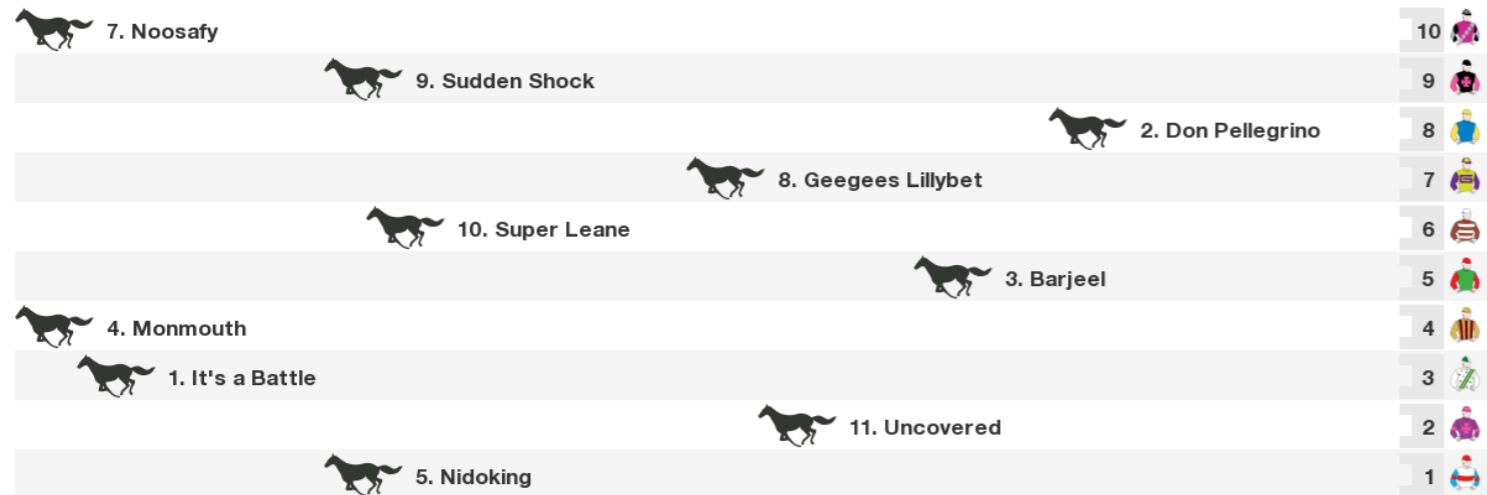 7. Noosafy 10
9. Sudden Shock 9
2. Don Pellegrino 8
8. Geegees Lillybet 7
10. Super Leane 6
3. Barjeel 5
4. Monmouth 4
1. It's a Battle 3
11. Uncovered 2
5. Nidoking 1